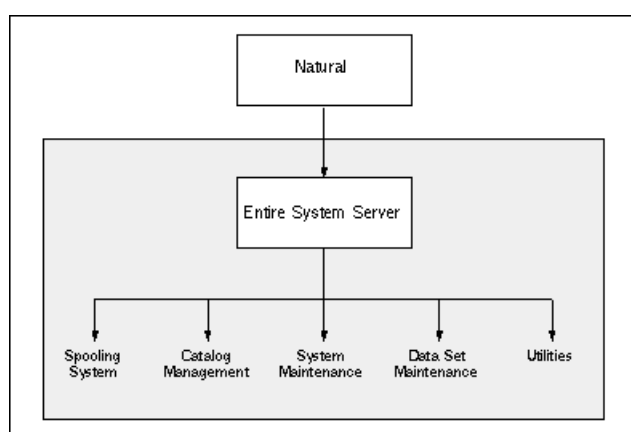 Natural
Entire System Server
Spooling
System
Catalog
Management
System
Maintenance
Data Set
Maintenance
Utilities